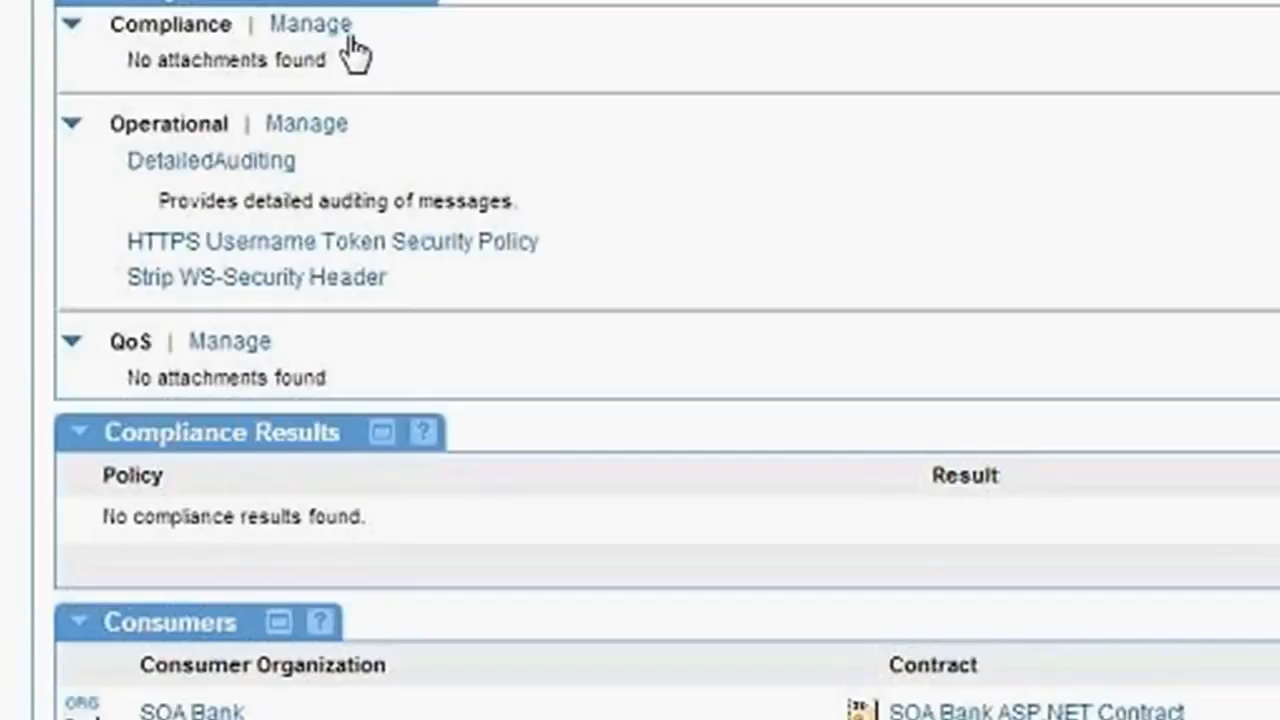 Compliance | Manage
No attachments found
Operational | Manage
DetailedAuditing
Provides detailed auditing of messages.
HTTPS Username Token Security Policy
Strip WS-Security Header
QoS | Manage
No attachments found
Compliance Results ?
Policy Result
No compliance results found.
Consumers ?
Consumer Organization Contract
ORG SOA Bank SOA Bank ASP.NET Contract